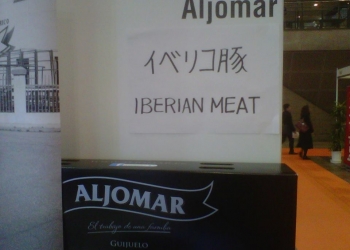 Aljomar
イベリコ豚
IBERIAN MEAT
ALJOMAR
El trabajo de una familia
GUIJUELO